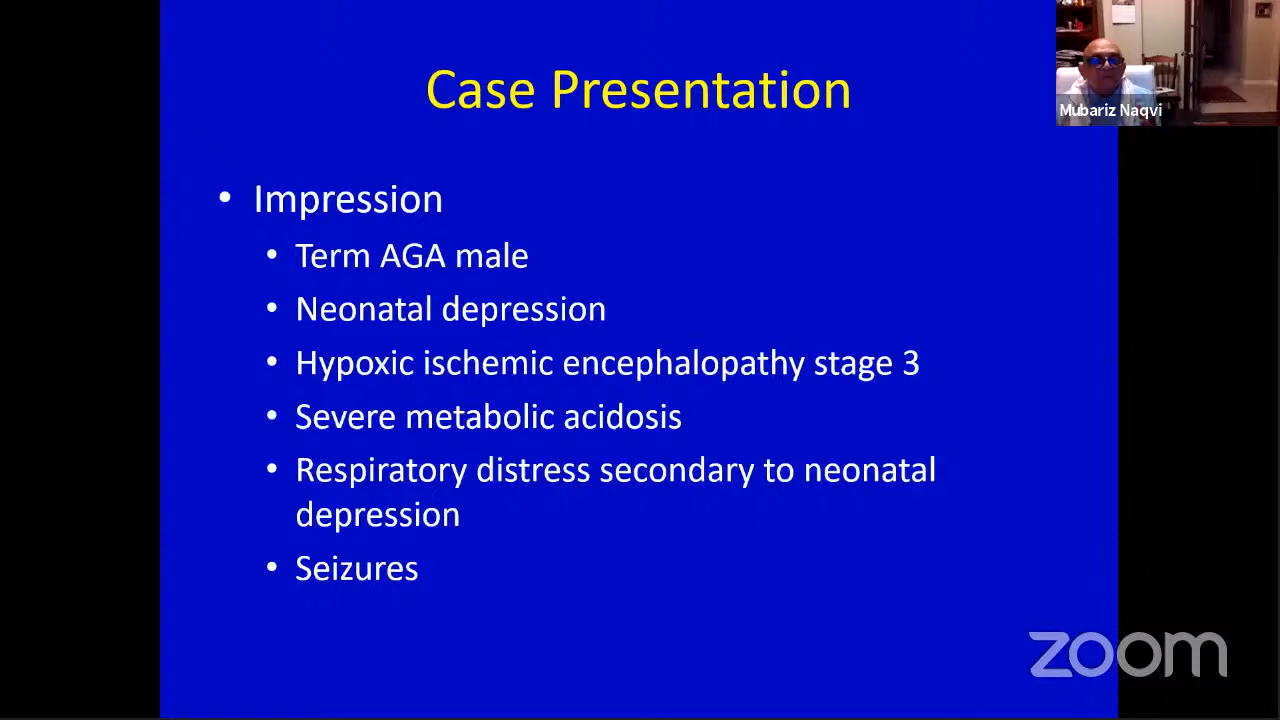 Case Presentation
Mubariz Naqvi
• Impression
• Term AGA male
• Neonatal depression
• Hypoxic ischemic encephalopathy stage 3
• Severe metabolic acidosis
• Respiratory distress secondary to neonatal
depression
• Seizures
zoom